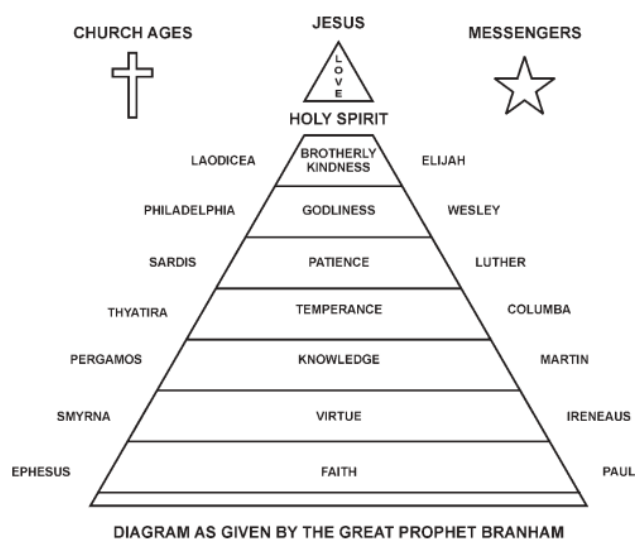 JESUS
CHURCH AGES
MESSENGERS
LOVE
HOLY SPIRIT
LAODICEA
BROTHERLY
KINDNESS
ELIJAH
PHILADELPHIA
GODLINESS
WESLEY
SARDIS
PATIENCE
LUTHER
THYATIRA
TEMPERANCE
COLUMBA
PERGAMOS
KNOWLEDGE
MARTIN
SMYRNA
VIRTUE
IRENEAUS
EPHESUS
FAITH
PAUL
DIAGRAM AS GIVEN BY THE GREAT PROPHET BRANHAM